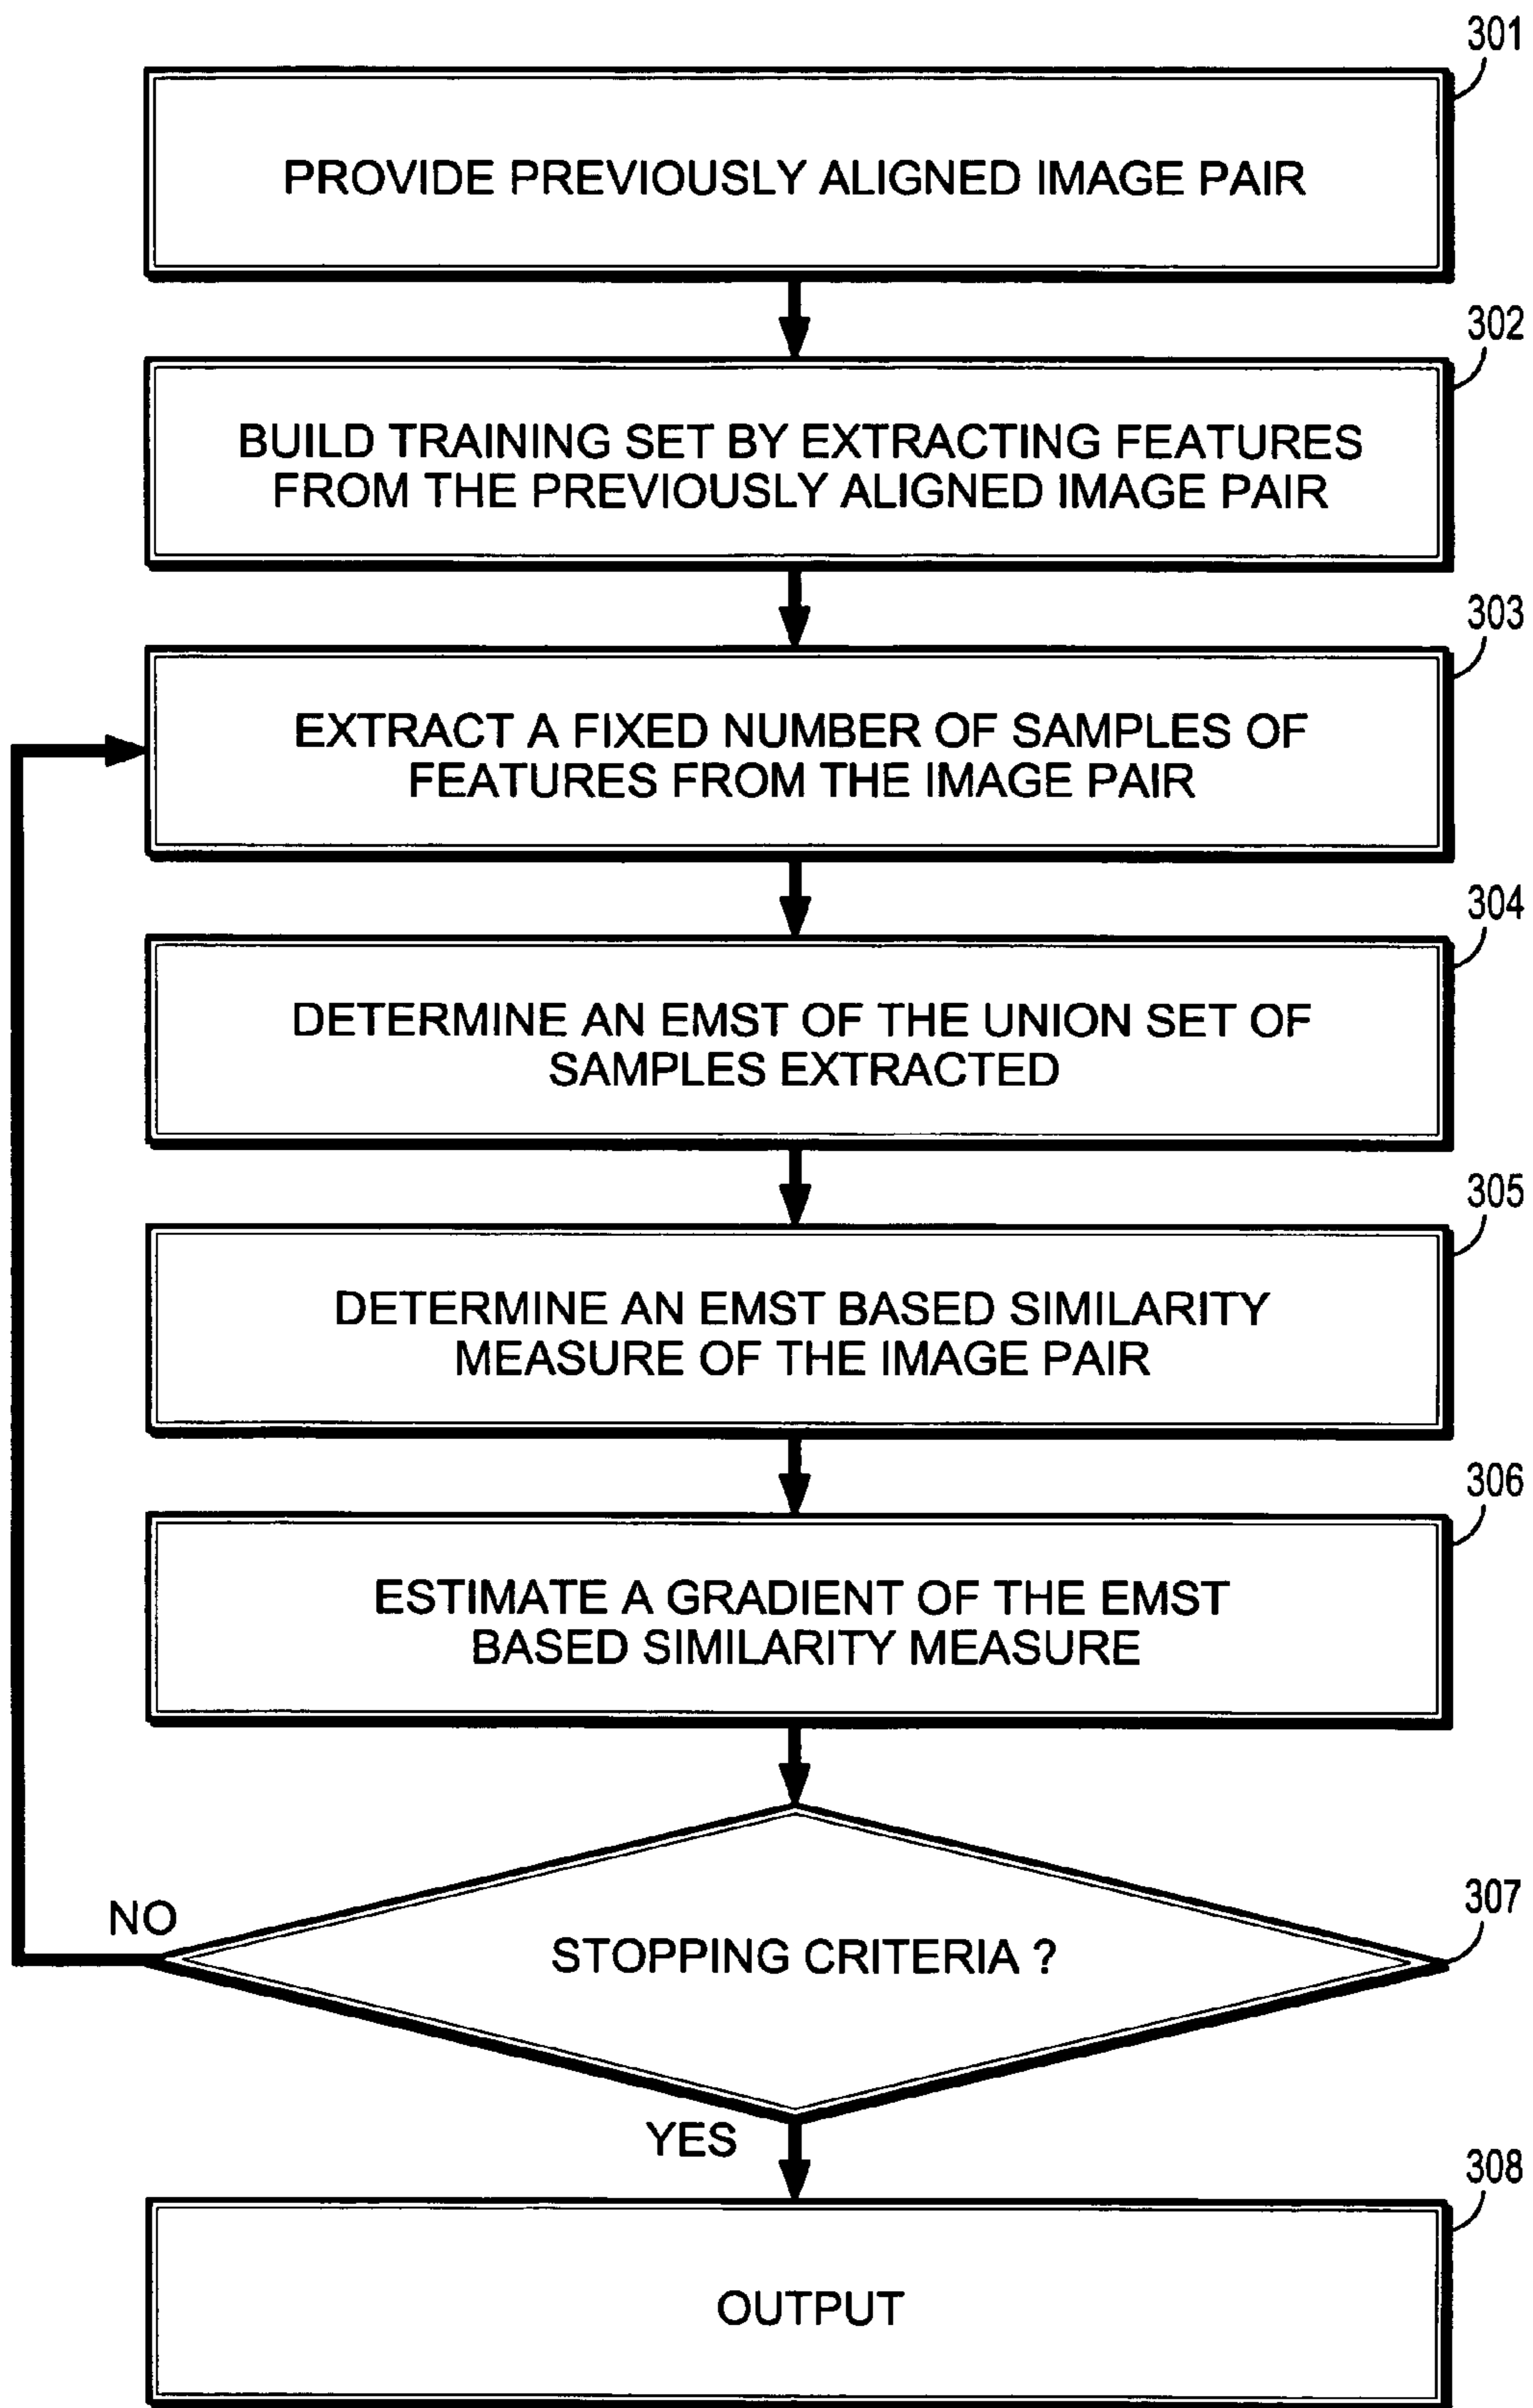 301
PROVIDE PREVIOUSLY ALIGNED IMAGE PAIR
302
BUILD TRAINING SET BY EXTRACTING FEATURES
FROM THE PREVIOUSLY ALIGNED IMAGE PAIR
303
EXTRACT A FIXED NUMBER OF SAMPLES OF
FEATURES FROM THE IMAGE PAIR
304
DETERMINE AN EMST OF THE UNION SET OF
SAMPLES EXTRACTED
305
DETERMINE AN EMST BASED SIMILARITY
MEASURE OF THE IMAGE PAIR
306
ESTIMATE A GRADIENT OF THE EMST
BASED SIMILARITY MEASURE
307
NO
STOPPING CRITERIA ?
YES
308
OUTPUT